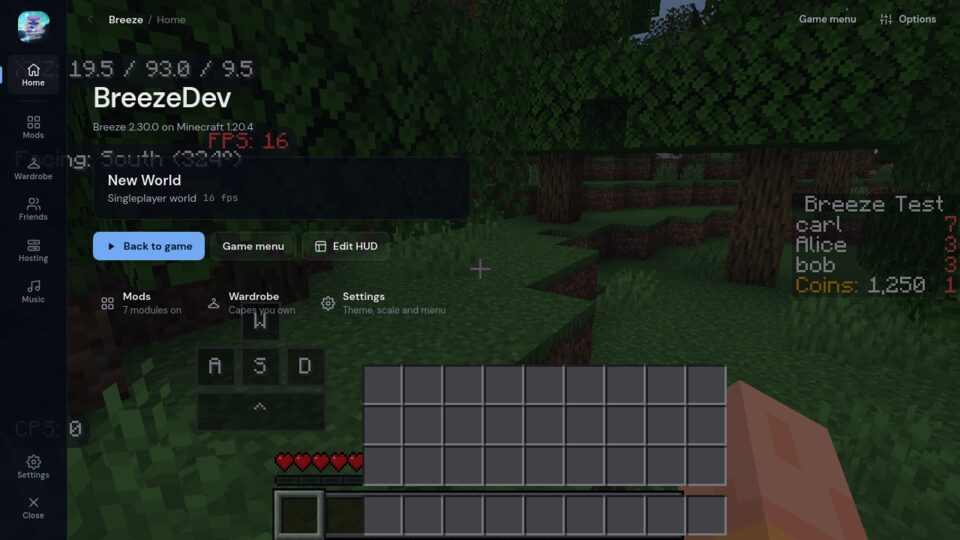 Breeze / Home
Game menu
Options
Home
XYZ: 19.5 / 93.0 / 9.5
BreezeDev
Breeze 2.30.0 on Minecraft 1.20.4
FPS: 16
Mods
Facing: South (324°)
Wardrobe
New World
Singleplayer world 16 fps
Friends
Breeze Test
carl 7
Alice 3
bob 3
Coins: 1,250 1
Back to game
Game menu
Edit HUD
Hosting
Music
Mods
7 modules on
Wardrobe
Capes you own
Settings
Theme, scale and menu
W
A S D
^
CPS: 0
Settings
Close